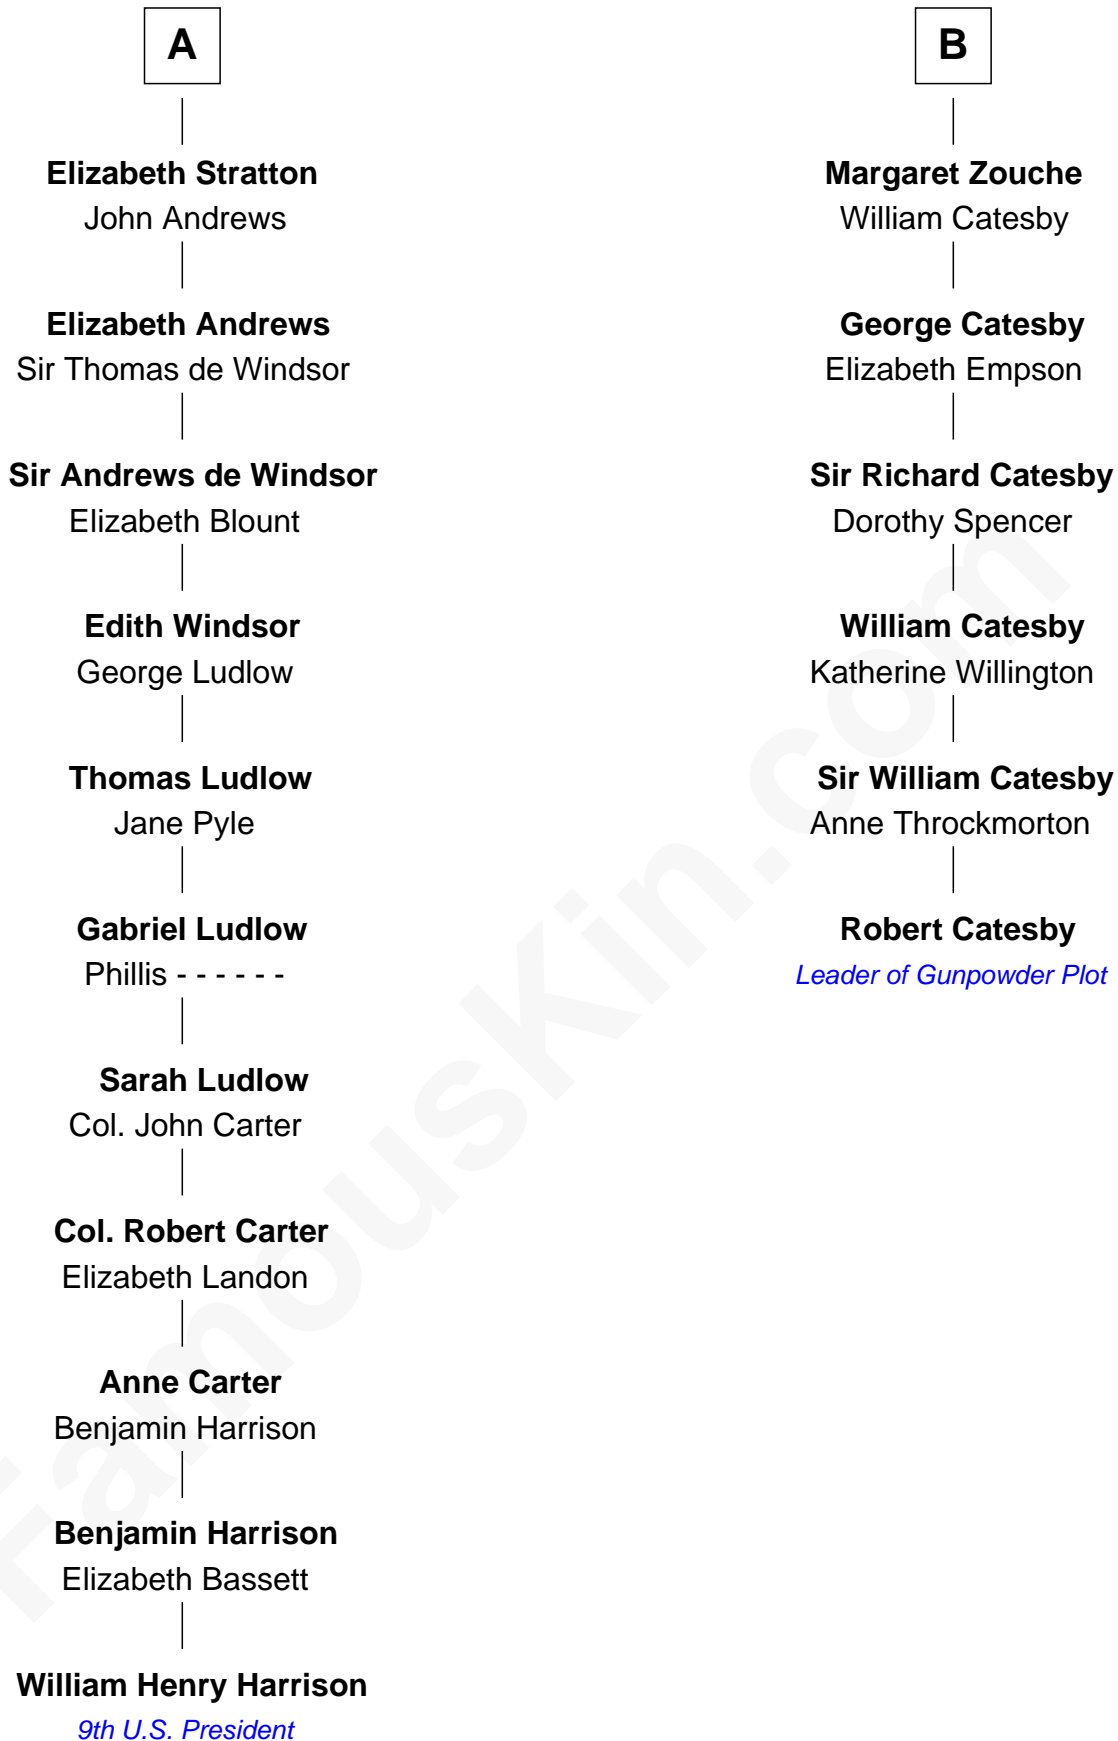 A
Elizabeth Stratton
John Andrews
Elizabeth Andrews
Sir Thomas de Windsor
Sir Andrews de Windsor
Elizabeth Blount
Edith Windsor
George Ludlow
Thomas Ludlow
Jane Pyle
Gabriel Ludlow
Phillis - - - - - -
Sarah Ludlow
Col. John Carter
Col. Robert Carter
Elizabeth Landon
Anne Carter
Benjamin Harrison
Benjamin Harrison
Elizabeth Bassett
William Henry Harrison
9th U.S. President
B
Margaret Zouche
William Catesby
George Catesby
Elizabeth Empson
Sir Richard Catesby
Dorothy Spencer
William Catesby
Katherine Willington
Sir William Catesby
Anne Throckmorton
Robert Catesby
Leader of Gunpowder Plot
FamousKin.com